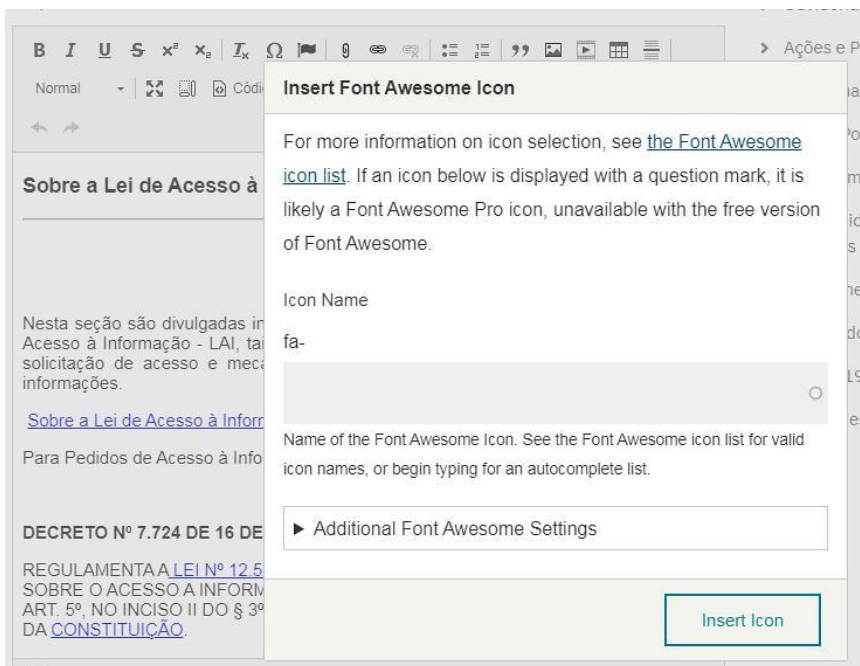 B I U S x² xₑ Iₓ Ω
Normal
Códi
Insert Font Awesome Icon
For more information on icon selection, see the Font Awesome
icon list. If an icon below is displayed with a question mark, it is
likely a Font Awesome Pro icon, unavailable with the free version
of Font Awesome.
Icon Name
fa-
Name of the Font Awesome Icon. See the Font Awesome icon list for valid
icon names, or begin typing for an autocomplete list.
Additional Font Awesome Settings
Insert Icon
Sobre a Lei de Acesso à
Nesta seção são divulgadas in
Acesso à Informação - LAI, tai
solicitação de acesso e meca
informações.
Sobre a Lei de Acesso à Inforr
Para Pedidos de Acesso à Info
DECRETO Nº 7.724 DE 16 DE
REGULAMENTA A LEI Nº 12.5
SOBRE O ACESSO A INFORM
ART. 5º, NO INCISO II DO § 3º
DA CONSTITUIÇÃO.
Ações e P